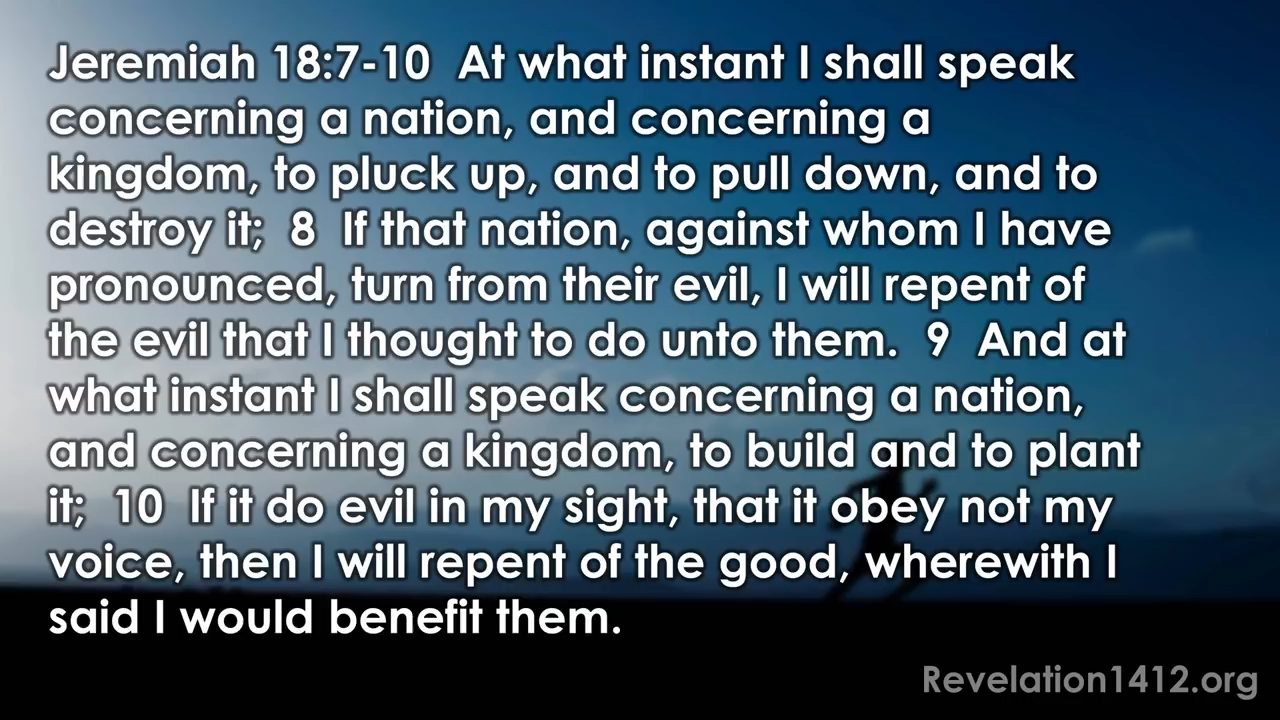 Jeremiah 18:7-10  At what instant I shall speak
concerning a nation, and concerning a
kingdom, to pluck up, and to pull down, and to
destroy it;  8  If that nation, against whom I have
pronounced, turn from their evil, I will repent of
the evil that I thought to do unto them.  9  And at
what instant I shall speak concerning a nation,
and concerning a kingdom, to build and to plant
it;  10  If it do evil in my sight, that it obey not my
voice, then I will repent of the good, wherewith I
said I would benefit them.
Revelation1412.org